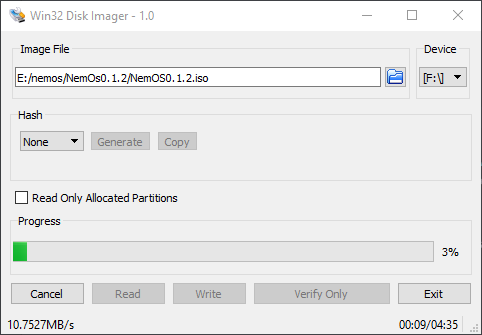 Win32 Disk Imager - 1.0
Image File
Device
E:/nemos/NemOs0.1.2/NemOS0.1.2.iso
[F:\]
Hash
None
Generate
Copy
Read Only Allocated Partitions
Progress
3%
Cancel
Read
Write
Verify Only
Exit
10.7527MB/s
00:09/04:35